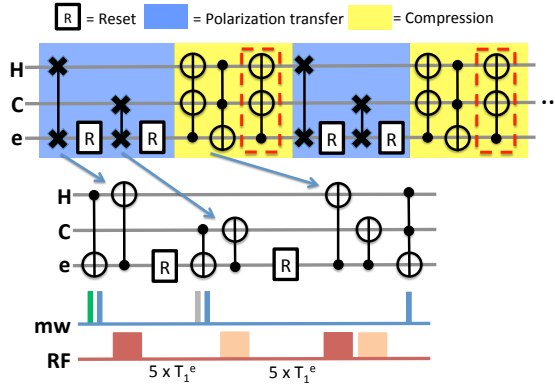 R = Reset = Polarization transfer = Compression
H
C
e R R R R ..
H
C
e R R
mw
RF
5 x T₁ᵉ 5 x T₁ᵉ